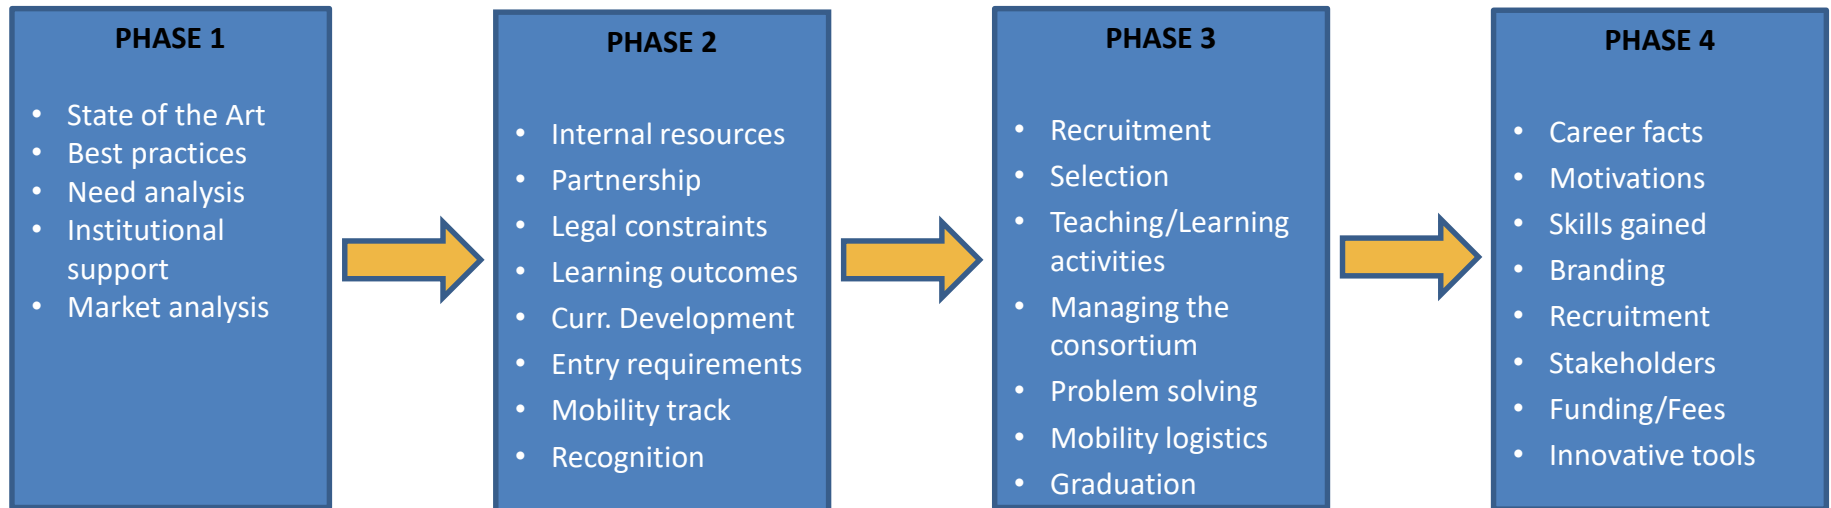 PHASE 1
• State of the Art
• Best practices
• Need analysis
• Institutional
support
• Market analysis
PHASE 2
• Internal resources
• Partnership
• Legal constraints
• Learning outcomes
• Curr. Development
• Entry requirements
• Mobility track
• Recognition
PHASE 3
• Recruitment
• Selection
• Teaching/Learning
activities
• Managing the
consortium
• Problem solving
• Mobility logistics
• Graduation
PHASE 4
• Career facts
• Motivations
• Skills gained
• Branding
• Recruitment
• Stakeholders
• Funding/Fees
• Innovative tools